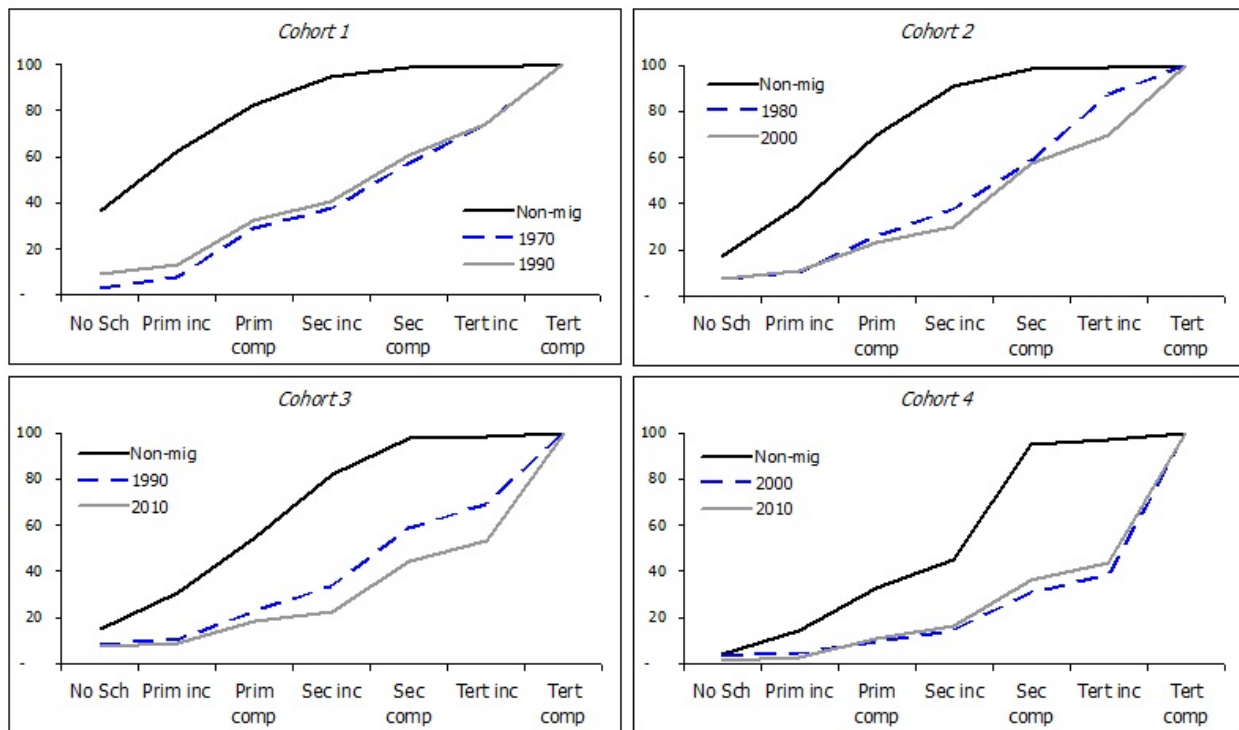 Cohort 1
100
80
60
40
20
-
Non-mig
1970
1990
No Sch Prim inc Prim comp Sec inc Sec comp Tert inc Tert comp
Cohort 2
100
80
60
40
20
-
Non-mig
1980
2000
No Sch Prim inc Prim comp Sec inc Sec comp Tert inc Tert comp
Cohort 3
100
80
60
40
20
-
Non-mig
1990
2010
No Sch Prim inc Prim comp Sec inc Sec comp Tert inc Tert comp
Cohort 4
100
80
60
40
20
-
Non-mig
2000
2010
No Sch Prim inc Prim comp Sec inc Sec comp Tert inc Tert comp